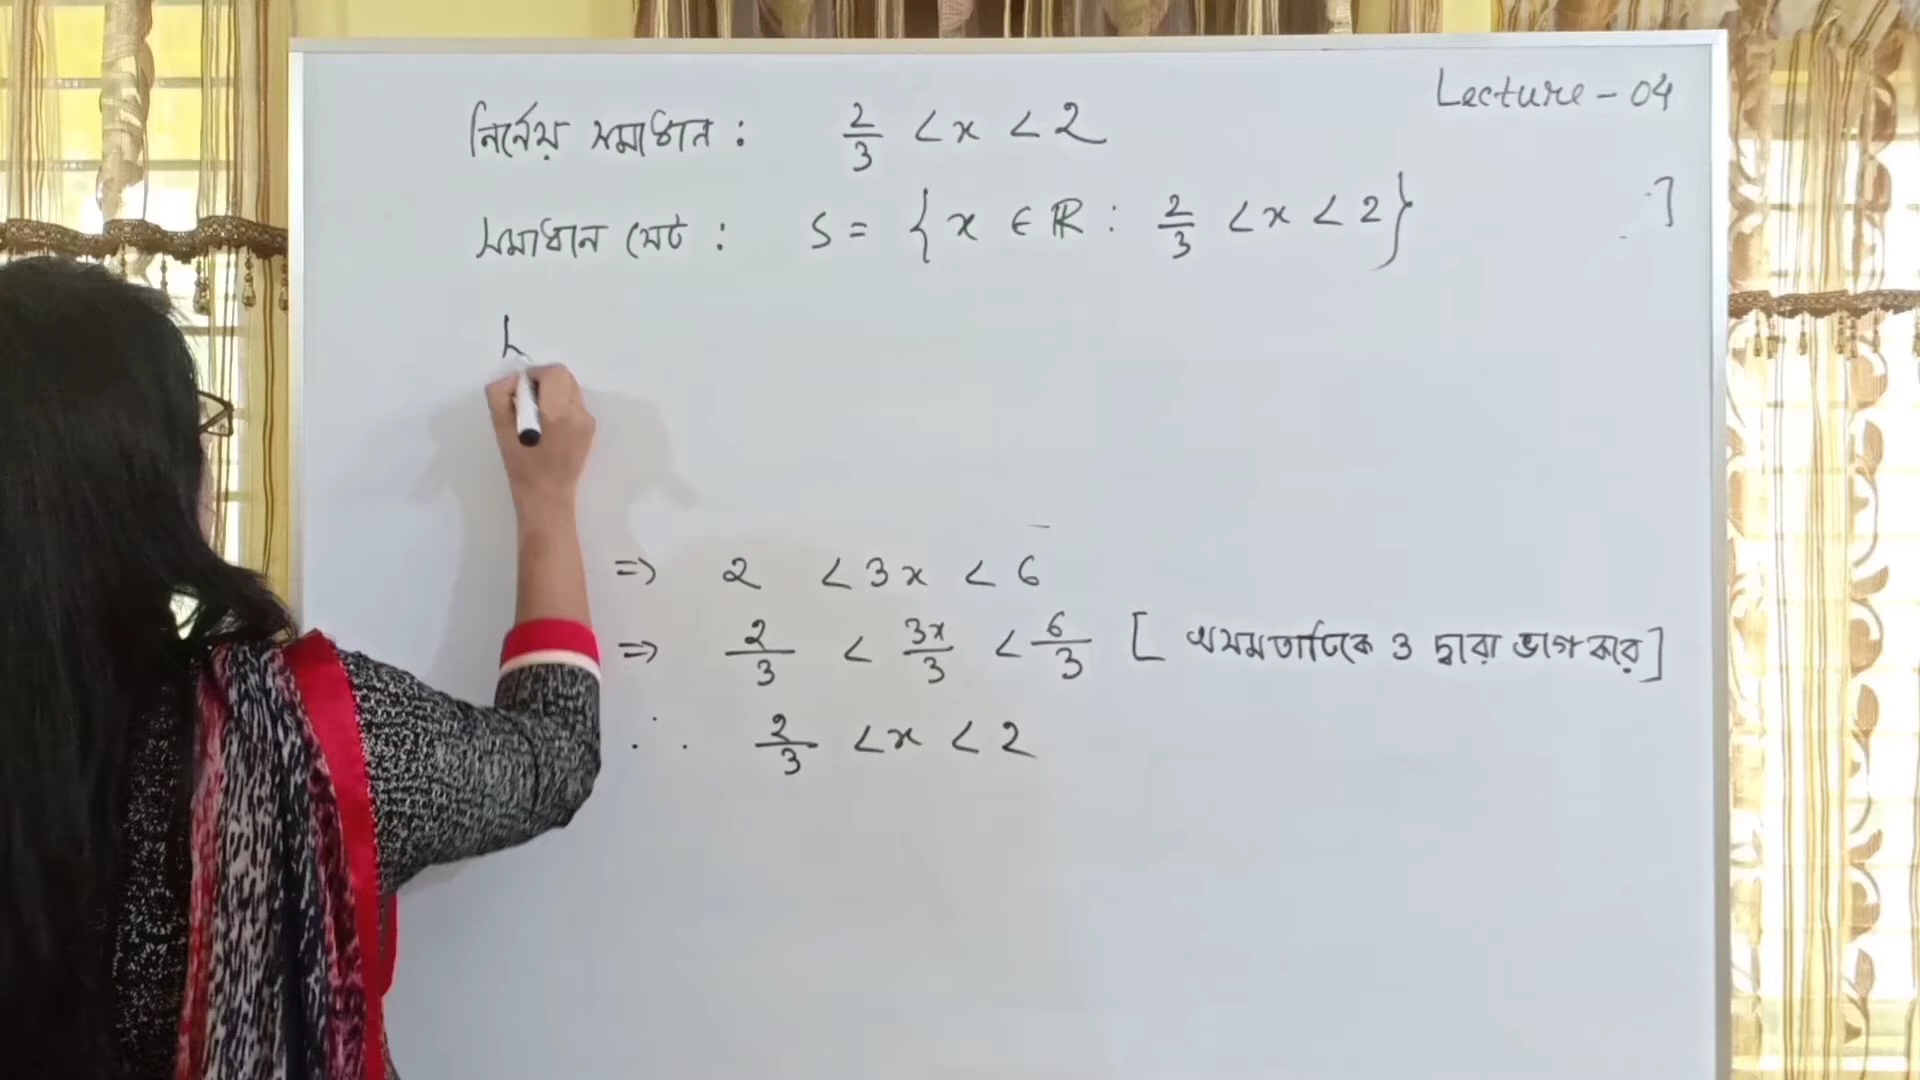 Lecture - 04
নির্নেয় সমাধান : 2/3 < x < 2
সমাধান সেট : S = { x ∈ ℝ : 2/3 < x < 2 }
]
=> 2 < 3x < 6
=> 2/3 < 3x/3 < 6/3 [ অসমতাটিকে 3 দ্বারা ভাগ করে ]
∴ 2/3 < x < 2